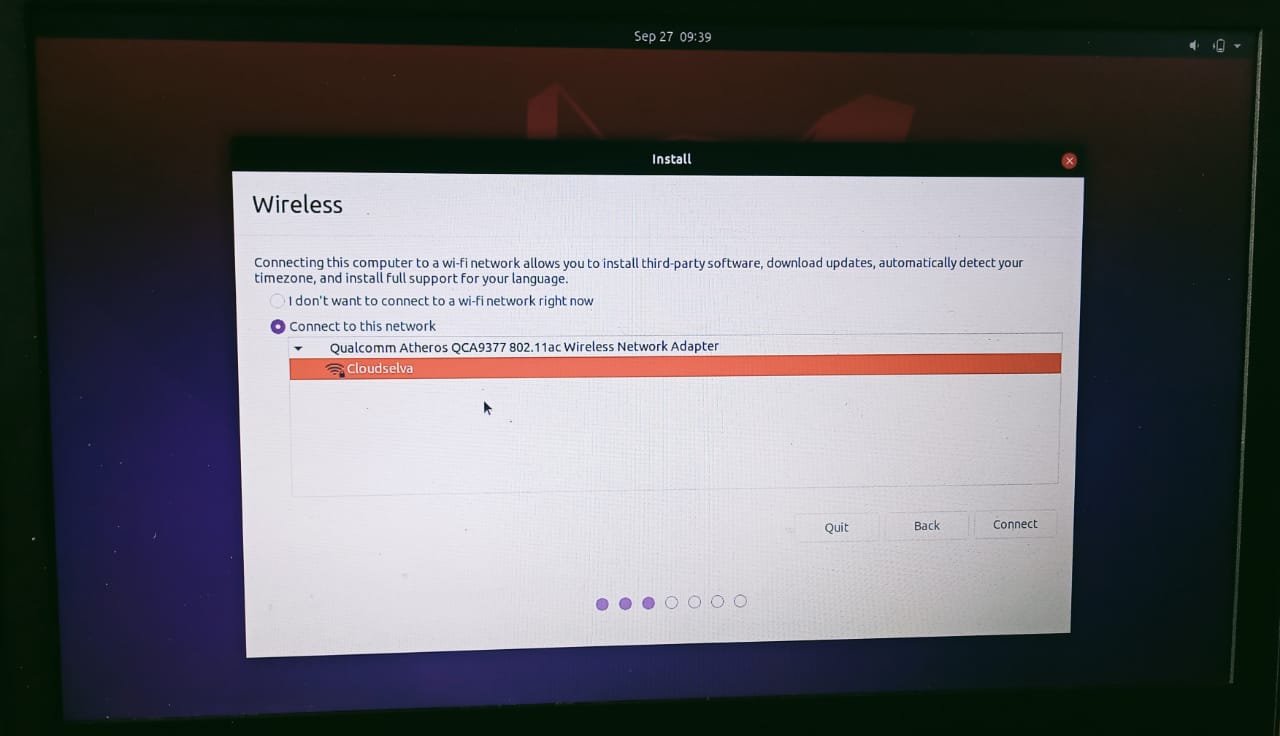 Sep 27 09:39
Install
Wireless
Connecting this computer to a wi-fi network allows you to install third-party software, download updates, automatically detect your
timezone, and install full support for your language.
I don't want to connect to a wi-fi network right now
Connect to this network
Qualcomm Atheros QCA9377 802.11ac Wireless Network Adapter
Cloudselva
Quit Back Connect